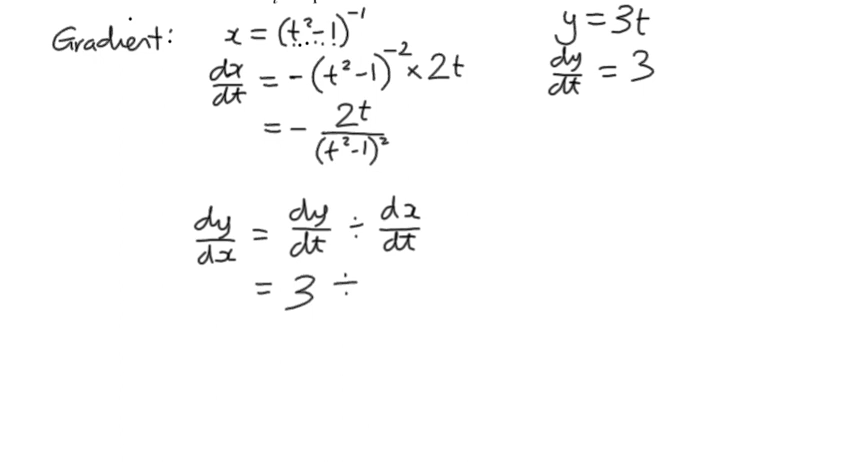 Gradient: x = (t²-1)⁻¹ y = 3t
dx/dt = -(t²-1)⁻² × 2t dy/dt = 3
= - 2t/(t²-1)²
dy/dx = dy/dt ÷ dx/dt
= 3 ÷